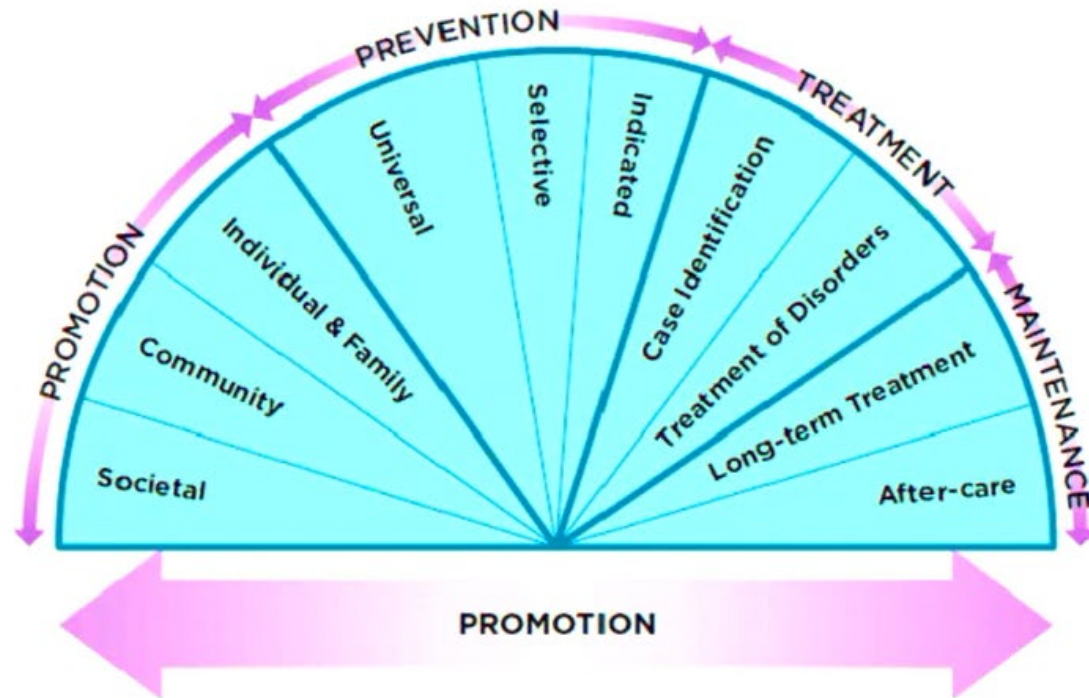 PROMOTION
PREVENTION
TREATMENT
MAINTENANCE
Societal
Community
Individual & Family
Universal
Selective
Indicated
Case Identification
Treatment of Disorders
Long-term Treatment
After-care
PROMOTION